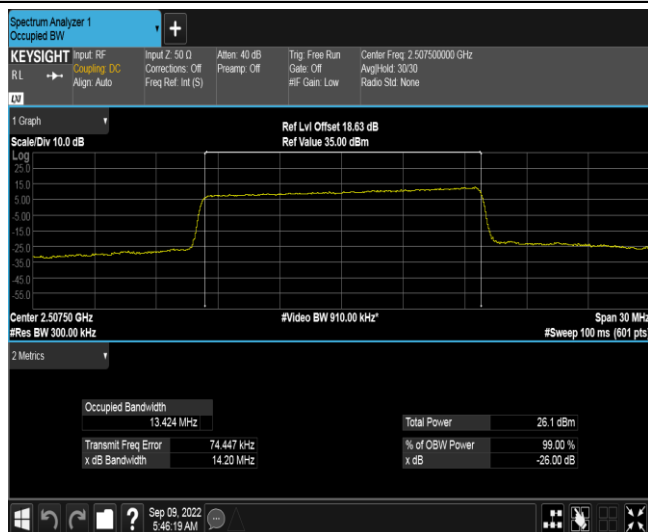 Spectrum Analyzer 1
Occupied BW
KEYSIGHT
RL
LXI
Input: RF
Coupling: DC
Align: Auto
Input Z: 50 Ω
Corrections: Off
Freq Ref: Int (S)
Atten: 40 dB
Preamp: Off
Trig: Free Run
Gate: Off
#IF Gain: Low
Center Freq: 2.507500000 GHz
Avg|Hold: 30/30
Radio Std: None
1 Graph
Scale/Div 10.0 dB
Ref Lvl Offset 18.63 dB
Ref Value 35.00 dBm
Log
25.0
15.0
5.00
-5.00
-15.0
-25.0
-35.0
-45.0
-55.0
Center 2.50750 GHz
#Res BW 300.00 kHz
#Video BW 910.00 kHz*
Span 30 MHz
#Sweep 100 ms (601 pts)
2 Metrics
Occupied Bandwidth
13.424 MHz
Transmit Freq Error 74.447 kHz
x dB Bandwidth 14.20 MHz
Total Power 26.1 dBm
% of OBW Power 99.00 %
x dB -26.00 dB
?
Sep 09, 2022
5:46:19 AM